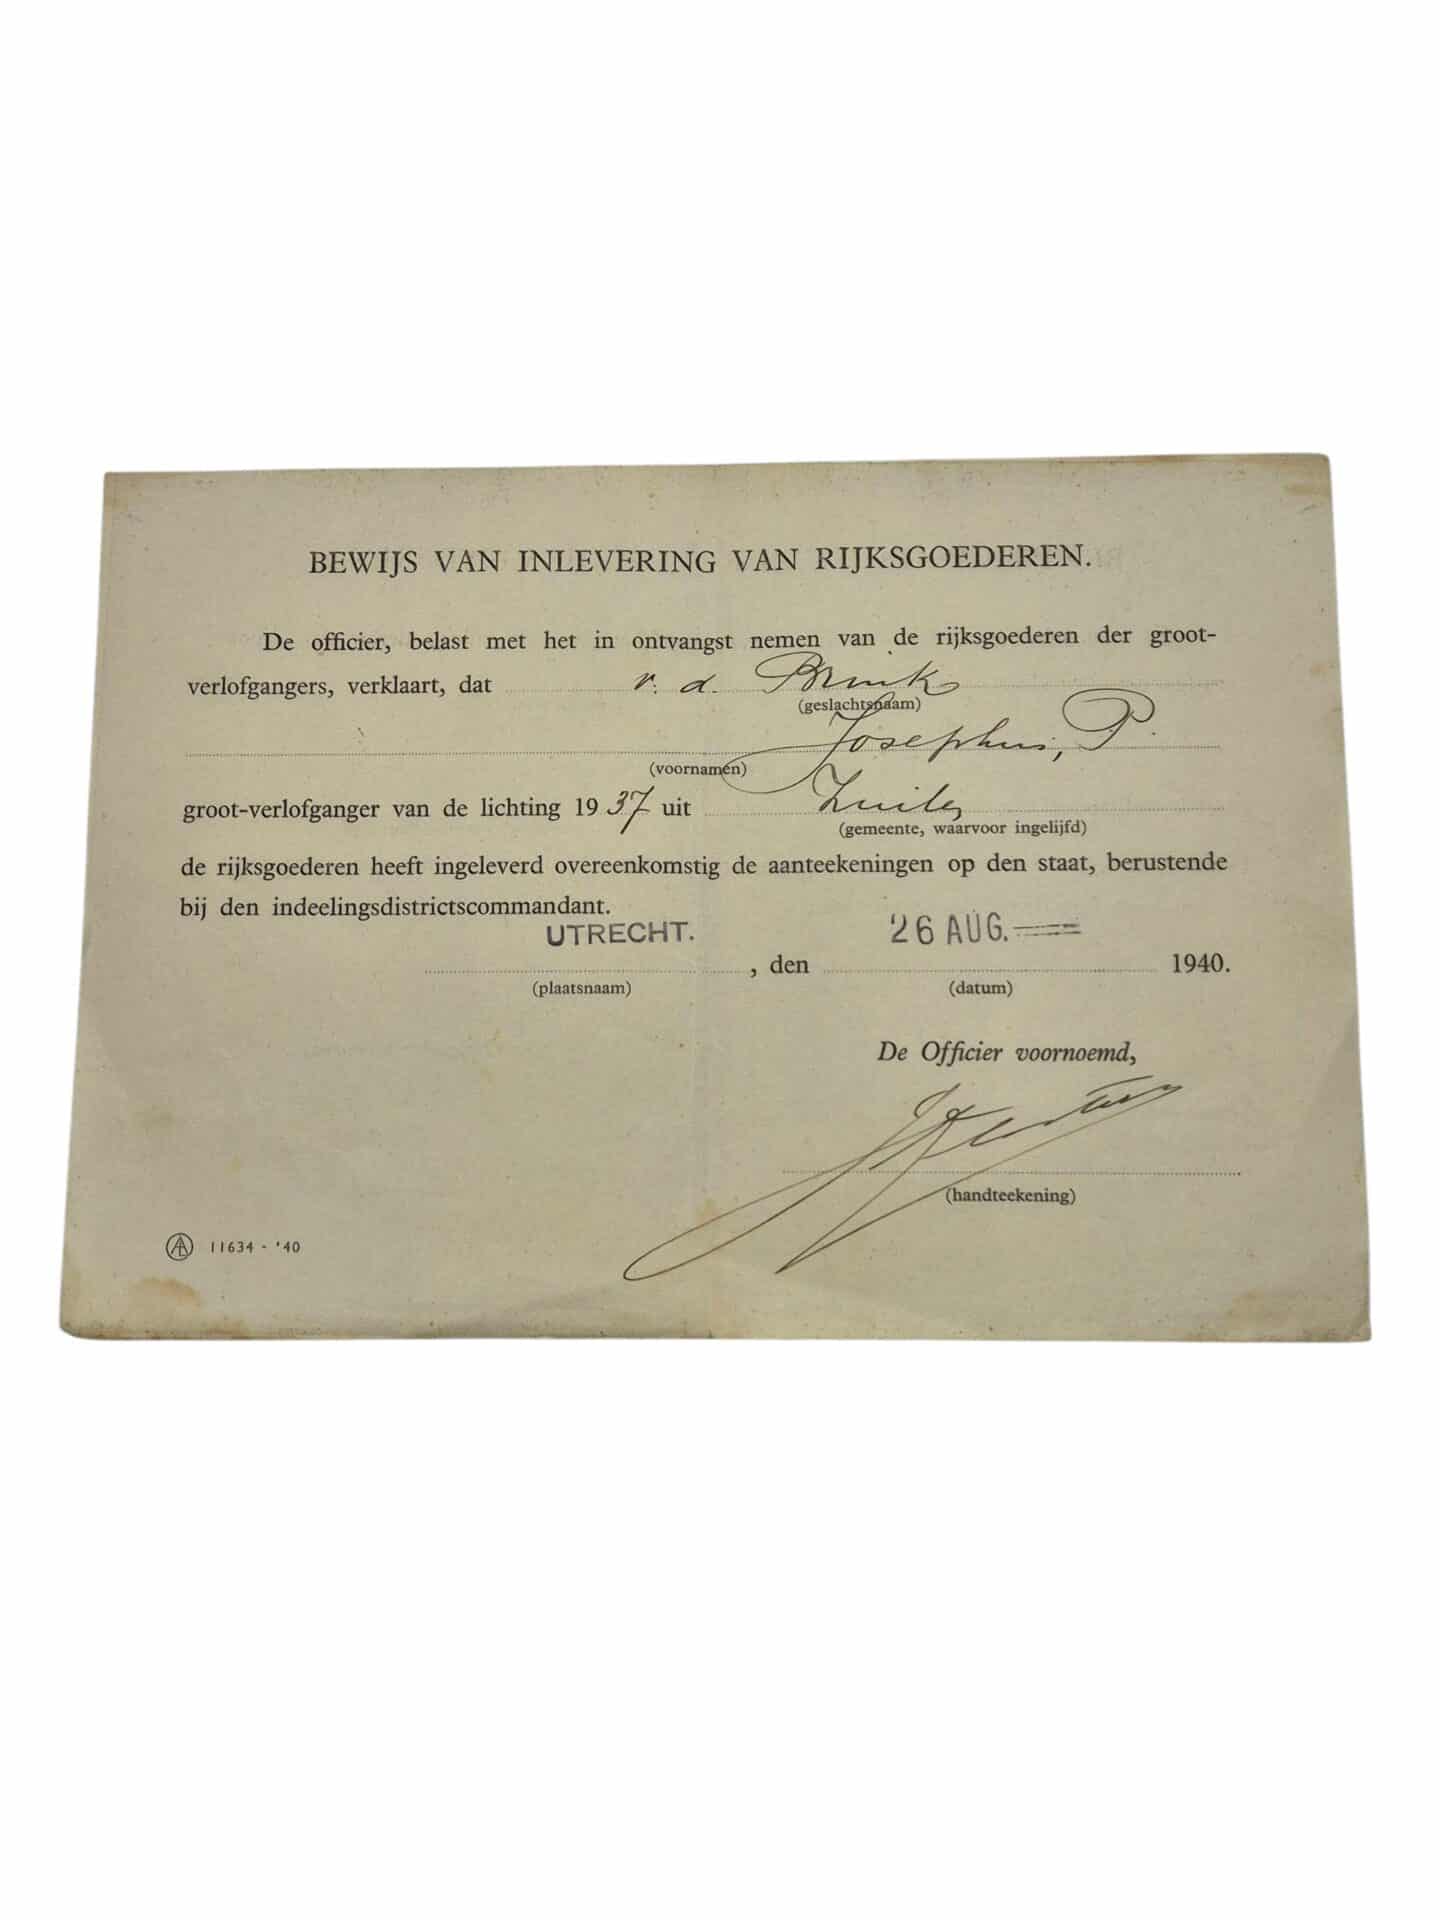 BEWIJS VAN INLEVERING VAN RIJKSGOEDEREN.
De officier, belast met het in ontvangst nemen van de rijksgoederen der groot-
verlofgangers, verklaart, dat v. d. Brink
(geslachtsnaam)
Josephus, P.
(voornamen)
groot-verlofganger van de lichting 1937 uit Zuilen
(gemeente, waarvoor ingelijfd)
de rijksgoederen heeft ingeleverd overeenkomstig de aanteekeningen op den staat, berustende
bij den indeelingsdistrictscommandant.
UTRECHT. , den 26 AUG. 1940.
(plaatsnaam) (datum)
De Officier voornoemd,
(handteekening)
11634 - '40